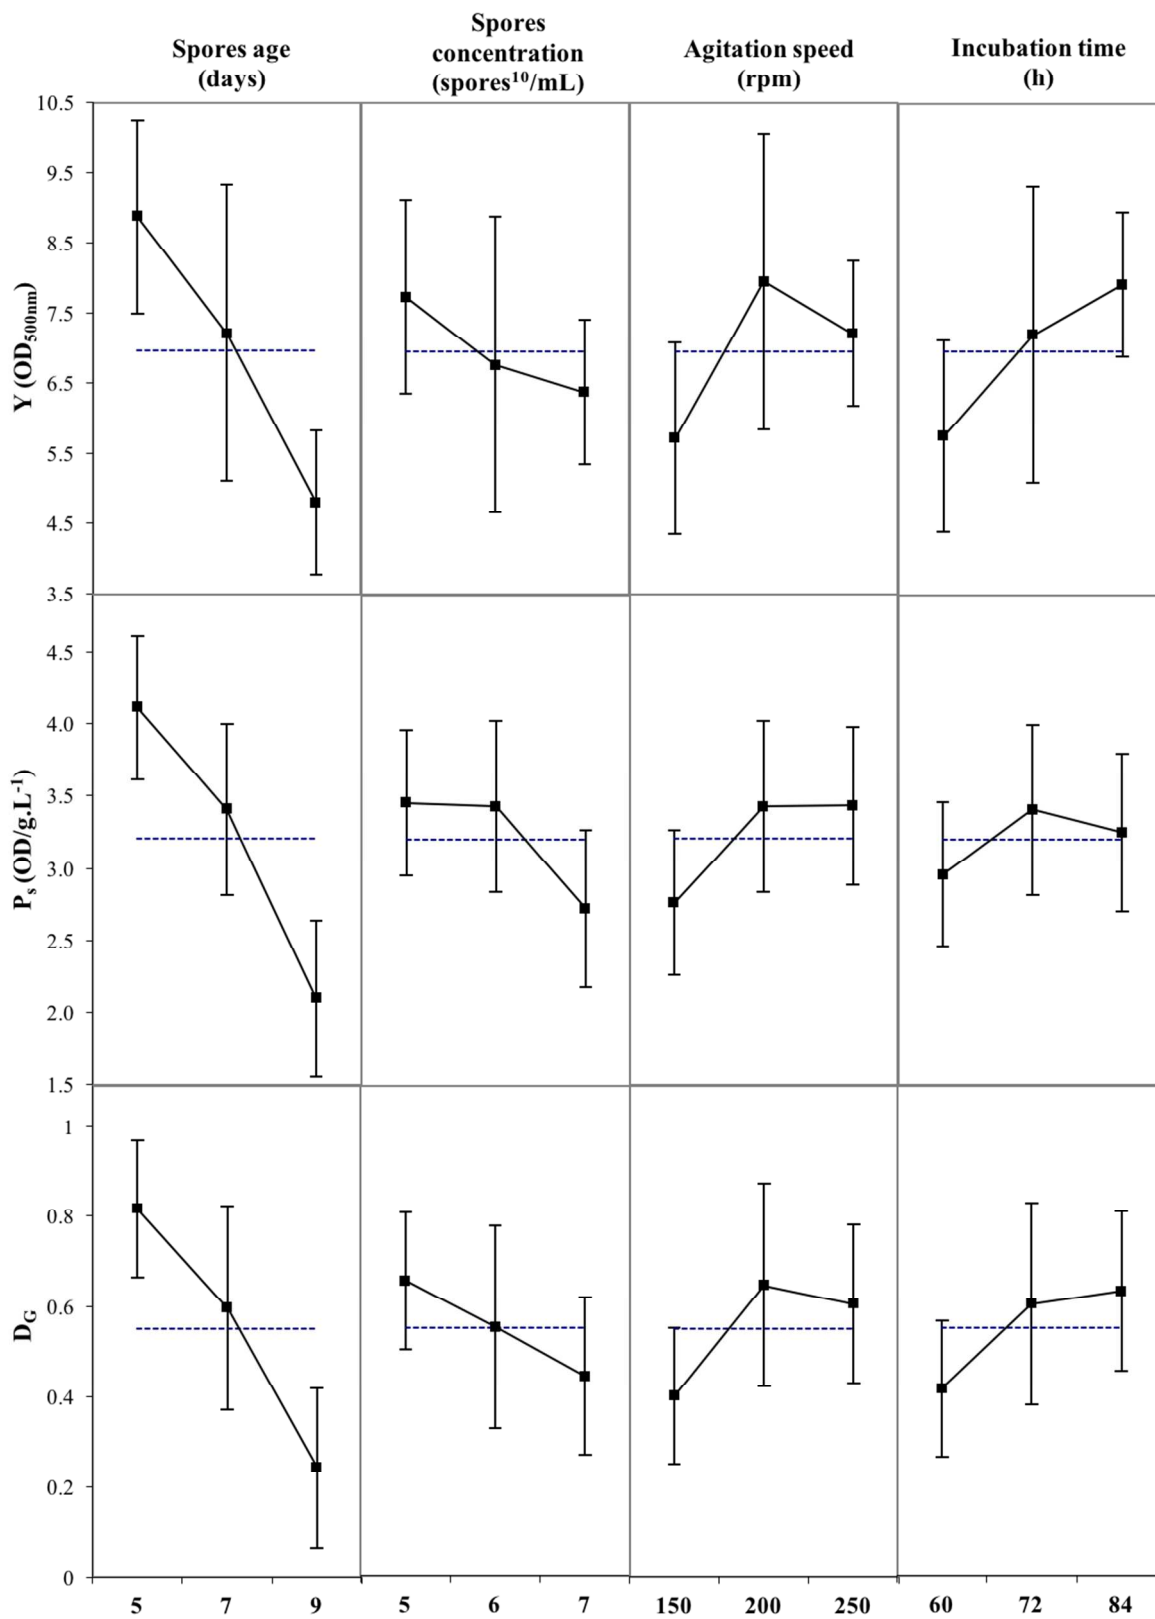 Spores age
(days)
Spores
concentration
(spores¹⁰/mL)
Agitation speed
(rpm)
Incubation time
(h)
Y (OD₅₀₀ₙₘ)
10.5
9.5
8.5
7.5
6.5
5.5
4.5
3.5
Pₛ (OD/g.L⁻¹)
4.5
4.0
3.5
3.0
2.5
2.0
1.5
D_G
1
0.8
0.6
0.4
0.2
0
5 7 9 5 6 7 150 200 250 60 72 84